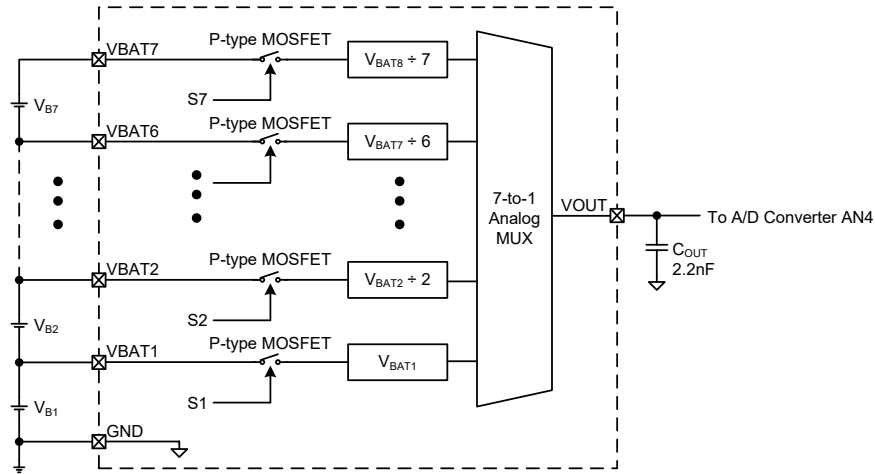 VBAT7
P-type MOSFET
VBAT8 ÷ 7
S7
VB7
VBAT6
P-type MOSFET
VBAT7 ÷ 6
7-to-1
Analog
MUX
VOUT
To A/D Converter AN4
COUT
2.2nF
VBAT2
P-type MOSFET
VBAT2 ÷ 2
S2
VB2
VBAT1
P-type MOSFET
VBAT1
S1
VB1
GND